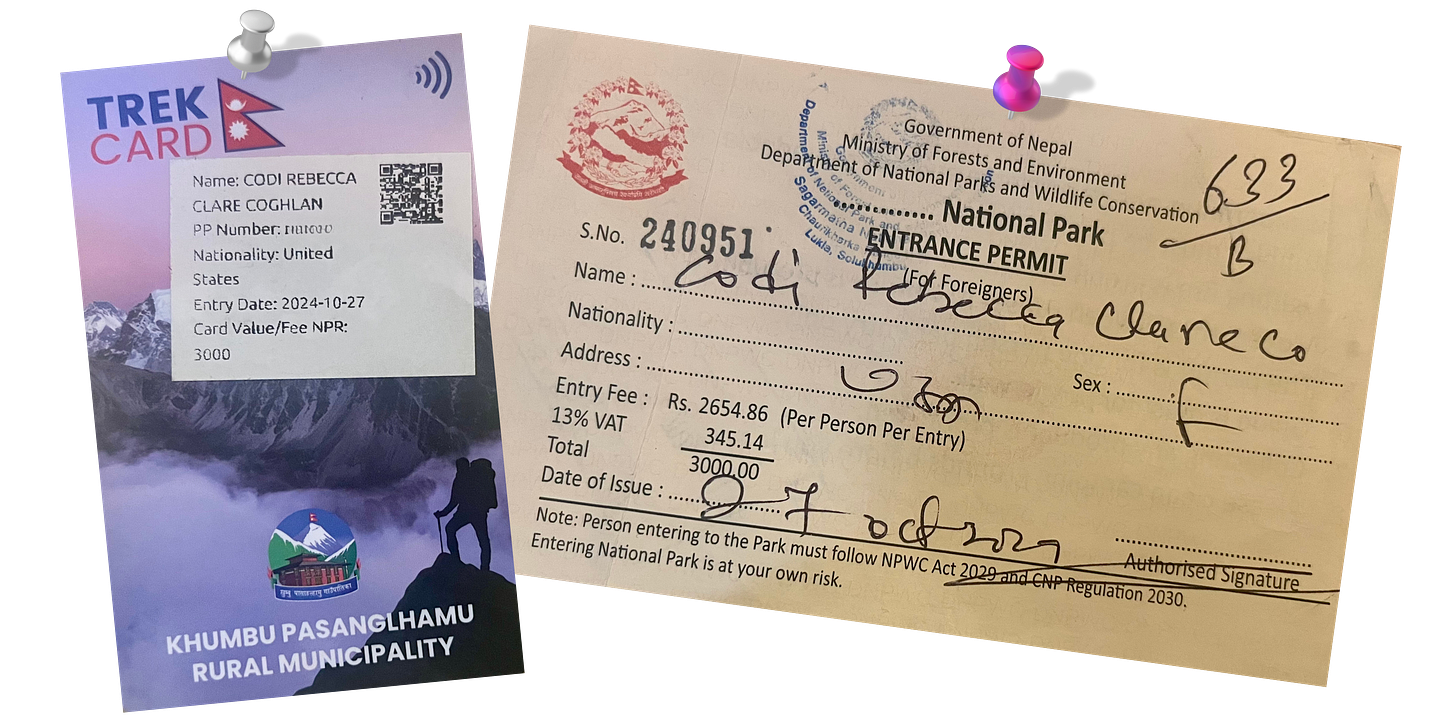 TREK
CARD
Name: CODI REBECCA
CLARE COGHLAN
PP Number:
Nationality: United
States
Entry Date: 2024-10-27
Card Value/Fee NPR:
3000
KHUMBU PASANGLHAMU
RURAL MUNICIPALITY
Government of Nepal
Ministry of Forests and Environment
Department of National Parks and Wildlife Conservation
633
B
............. National Park
ENTRANCE PERMIT
(For Foreigners)
S.No. 240951
Name : Codi Rebecca Clare Co
Nationality :
Address :
Sex : F
Entry Fee : Rs. 2654.86 (Per Person Per Entry)
13% VAT 345.14
Total 3000.00
Date of Issue : 27 oct
Authorised Signature
Note: Person entering to the Park must follow NPWC Act 2029 and CNP Regulation 2030.
Entering National Park is at your own risk.